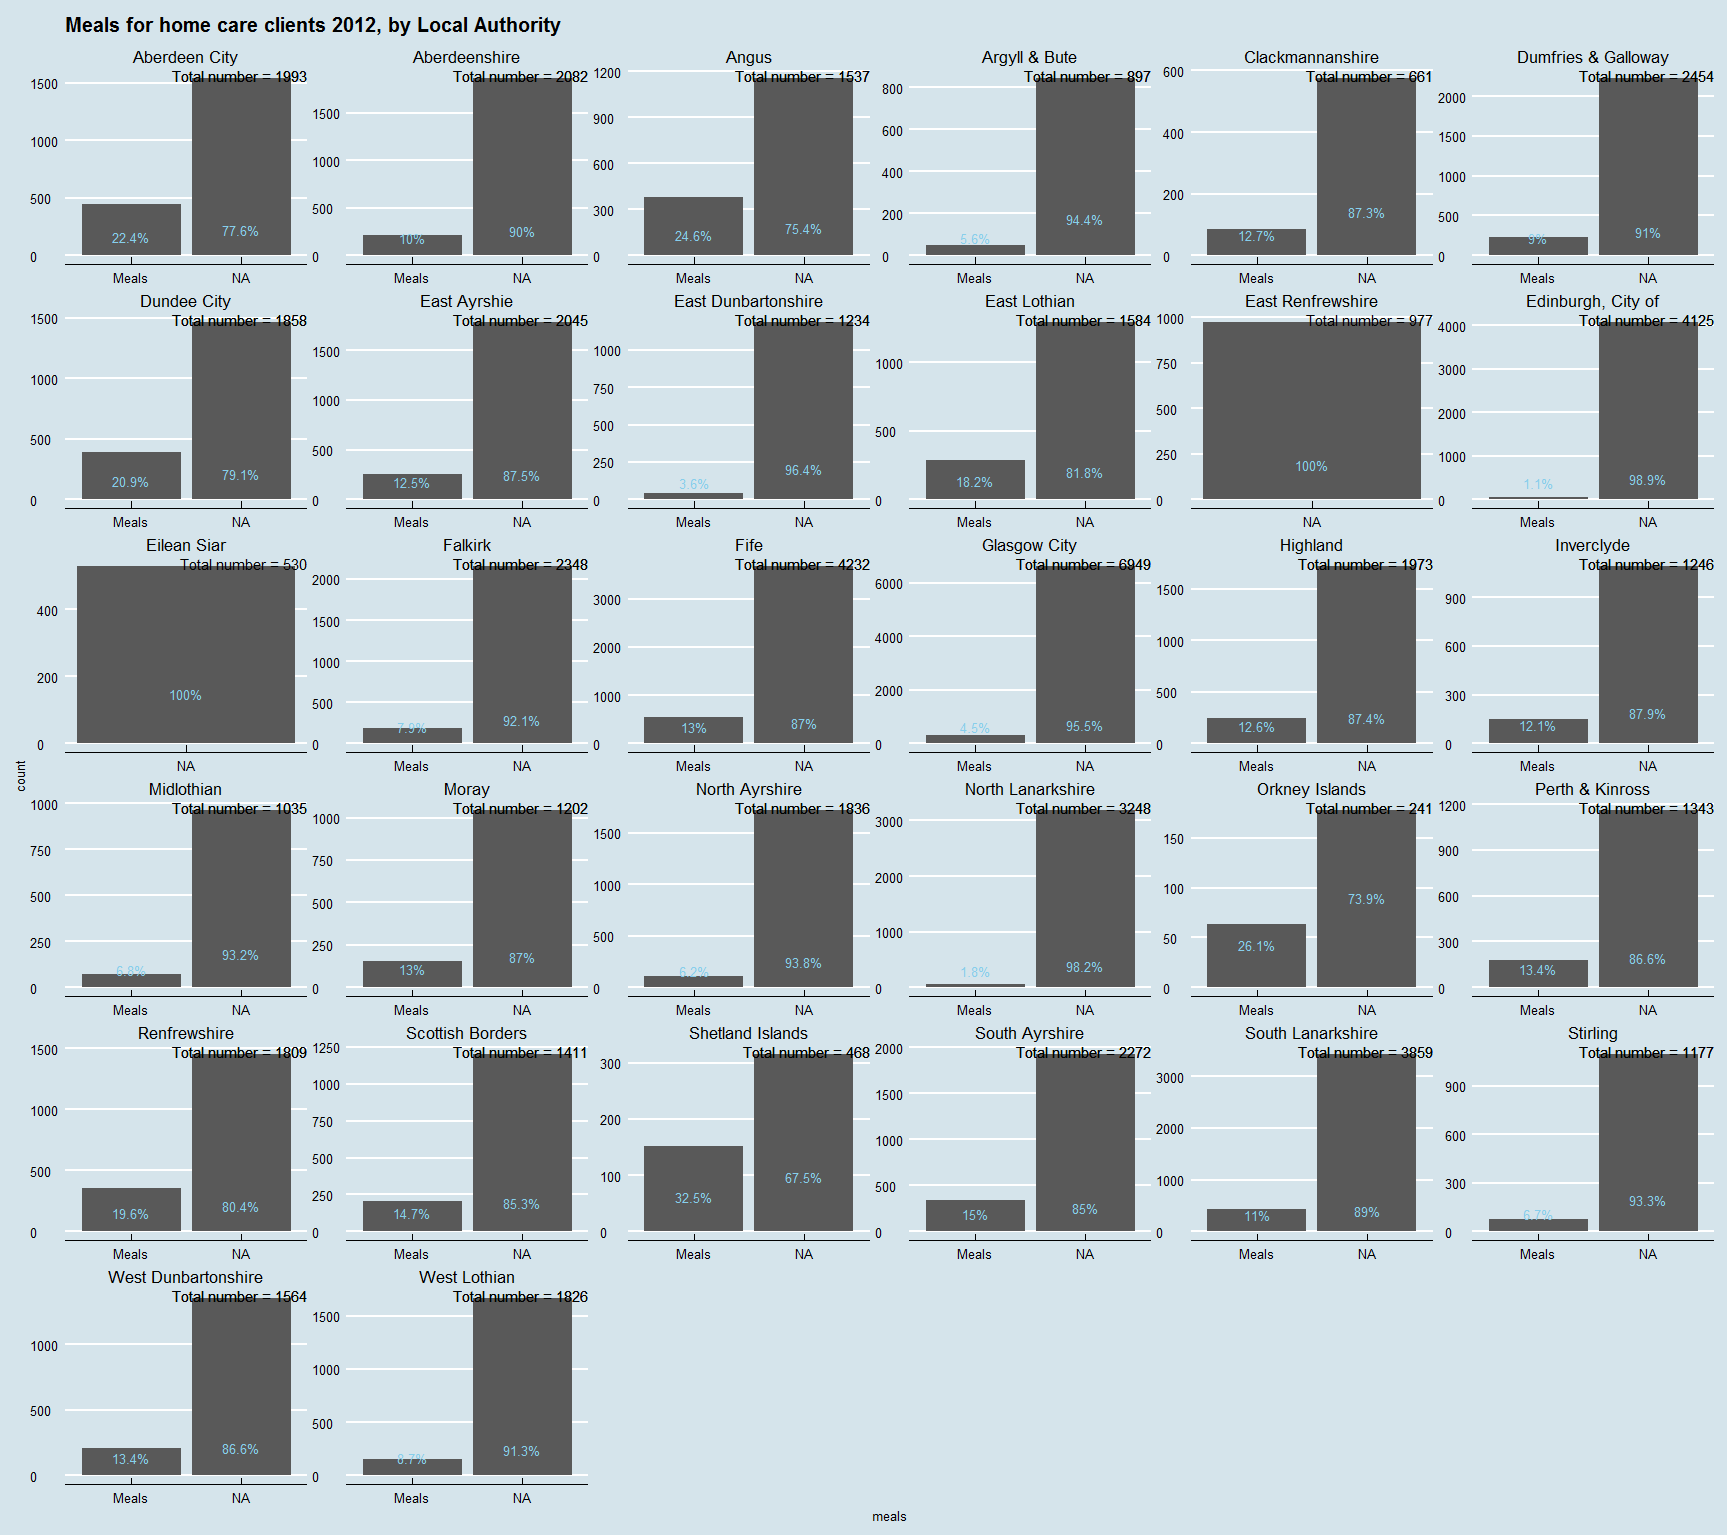 Meals for home care clients 2012, by Local Authority
Aberdeen City Aberdeenshire Angus Argyll & Bute Clackmannanshire Dumfries & Galloway
Total number = 1993 Total number = 2082 Total number = 1537 Total number = 897 Total number = 661 Total number = 2454
1500 1000 500 0
22.4% 77.6%
1500 1000 500 0
10% 90%
1200 900 600 300 0
24.6% 75.4%
800 600 400 200 0
5.6% 94.4%
600 400 200 0
12.7% 87.3%
2000 1500 1000 500 0
9% 91%
Meals NA Meals NA Meals NA Meals NA Meals NA Meals NA
Dundee City East Ayrshie East Dunbartonshire East Lothian East Renfrewshire Edinburgh, City of
Total number = 1858 Total number = 2045 Total number = 1234 Total number = 1584 Total number = 977 Total number = 4125
1500 1000 500 0
20.9% 79.1%
1500 1000 500 0
12.5% 87.5%
1000 750 500 250 0
3.6% 96.4%
1000 500 0
18.2% 81.8%
1000 750 500 250 0
100%
4000 3000 2000 1000 0
1.1% 98.9%
Meals NA Meals NA Meals NA Meals NA NA Meals NA
Eilean Siar Falkirk Fife Glasgow City Highland Inverclyde
Total number = 530 Total number = 2348 Total number = 4232 Total number = 6949 Total number = 1973 Total number = 1246
400 200 0
100%
2000 1500 1000 500 0
7.9% 92.1%
3000 2000 1000 0
13% 87%
6000 4000 2000 0
4.5% 95.5%
1500 1000 500 0
12.6% 87.4%
900 600 300 0
12.1% 87.9%
NA Meals NA Meals NA Meals NA Meals NA Meals NA
count
Midlothian Moray North Ayrshire North Lanarkshire Orkney Islands Perth & Kinross
Total number = 1035 Total number = 1202 Total number = 1836 Total number = 3248 Total number = 241 Total number = 1343
1000 750 500 250 0
6.8% 93.2%
1000 750 500 250 0
13% 87%
1500 1000 500 0
6.2% 93.8%
3000 2000 1000 0
1.8% 98.2%
150 100 50 0
26.1% 73.9%
1200 900 600 300 0
13.4% 86.6%
Meals NA Meals NA Meals NA Meals NA Meals NA Meals NA
Renfrewshire Scottish Borders Shetland Islands South Ayrshire South Lanarkshire Stirling
Total number = 1809 Total number = 1411 Total number = 468 Total number = 2272 Total number = 3859 Total number = 1177
1500 1000 500 0
19.6% 80.4%
1250 1000 750 500 250 0
14.7% 85.3%
300 200 100 0
32.5% 67.5%
2000 1500 1000 500 0
15% 85%
3000 2000 1000 0
11% 89%
900 600 300 0
6.7% 93.3%
Meals NA Meals NA Meals NA Meals NA Meals NA Meals NA
West Dunbartonshire West Lothian
Total number = 1564 Total number = 1826
1000 500 0
13.4% 86.6%
1500 1000 500 0
8.7% 91.3%
Meals NA Meals NA
meals